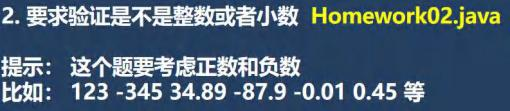 2. 要求验证是不是整数或者小数 Homework02.java
提示: 这个题要考虑正数和负数
比如: 123 -345 34.89 -87.9 -0.01 0.45 等